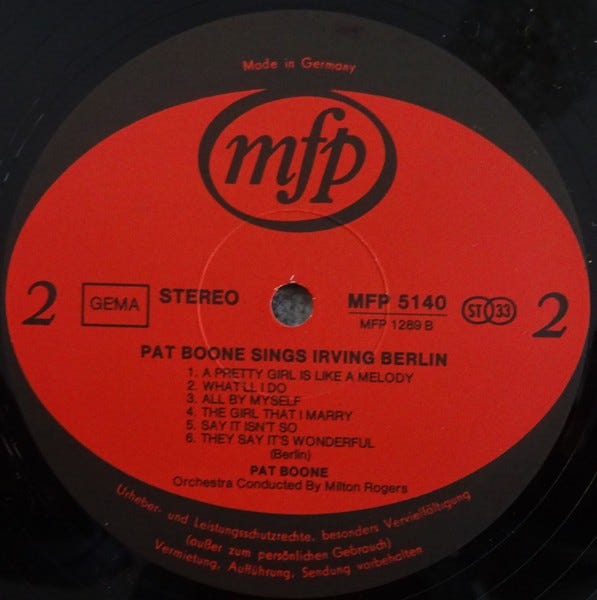 Made in Germany
mfp
2
GEMA
STEREO
MFP 5140
MFP 1289 B
ST 33
2
PAT BOONE SINGS IRVING BERLIN
1. A PRETTY GIRL IS LIKE A MELODY
2. WHAT'LL I DO
3. ALL BY MYSELF
4. THE GIRL THAT I MARRY
5. SAY IT ISN'T SO
6. THEY SAY IT'S WONDERFUL
(Berlin)
PAT BOONE
Orchestra Conducted By Milton Rogers
Urheber- und Leistungsschutzrechte, besonders Vervielfältigung
(außer zum persönlichen Gebrauch)
Vermietung, Aufführung, Sendung vorbehalten